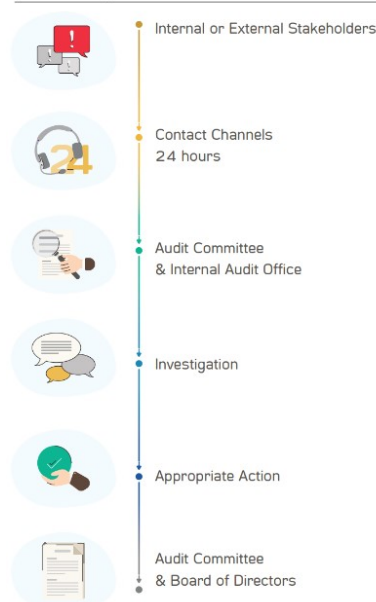 Internal or External Stakeholders
Contact Channels
24 hours
24
Audit Committee
& Internal Audit Office
Investigation
Appropriate Action
Audit Committee
& Board of Directors